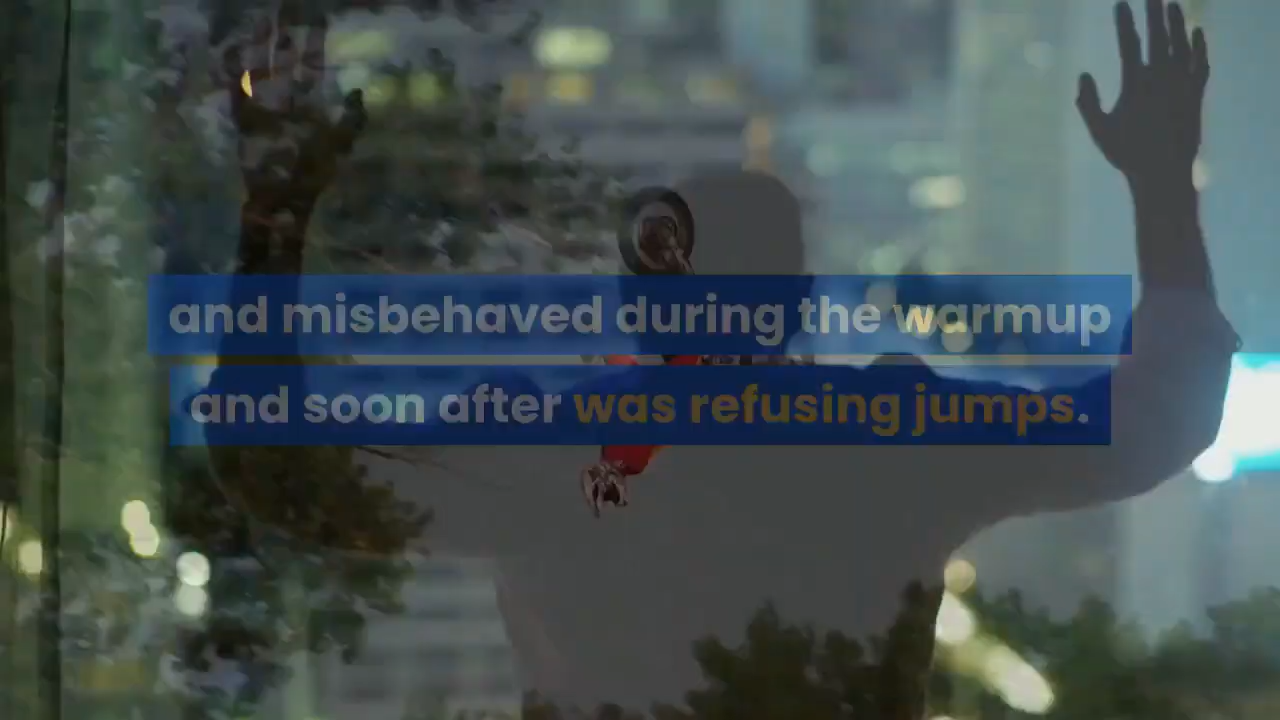 and misbehaved during the warmup
and soon after was refusing jumps.